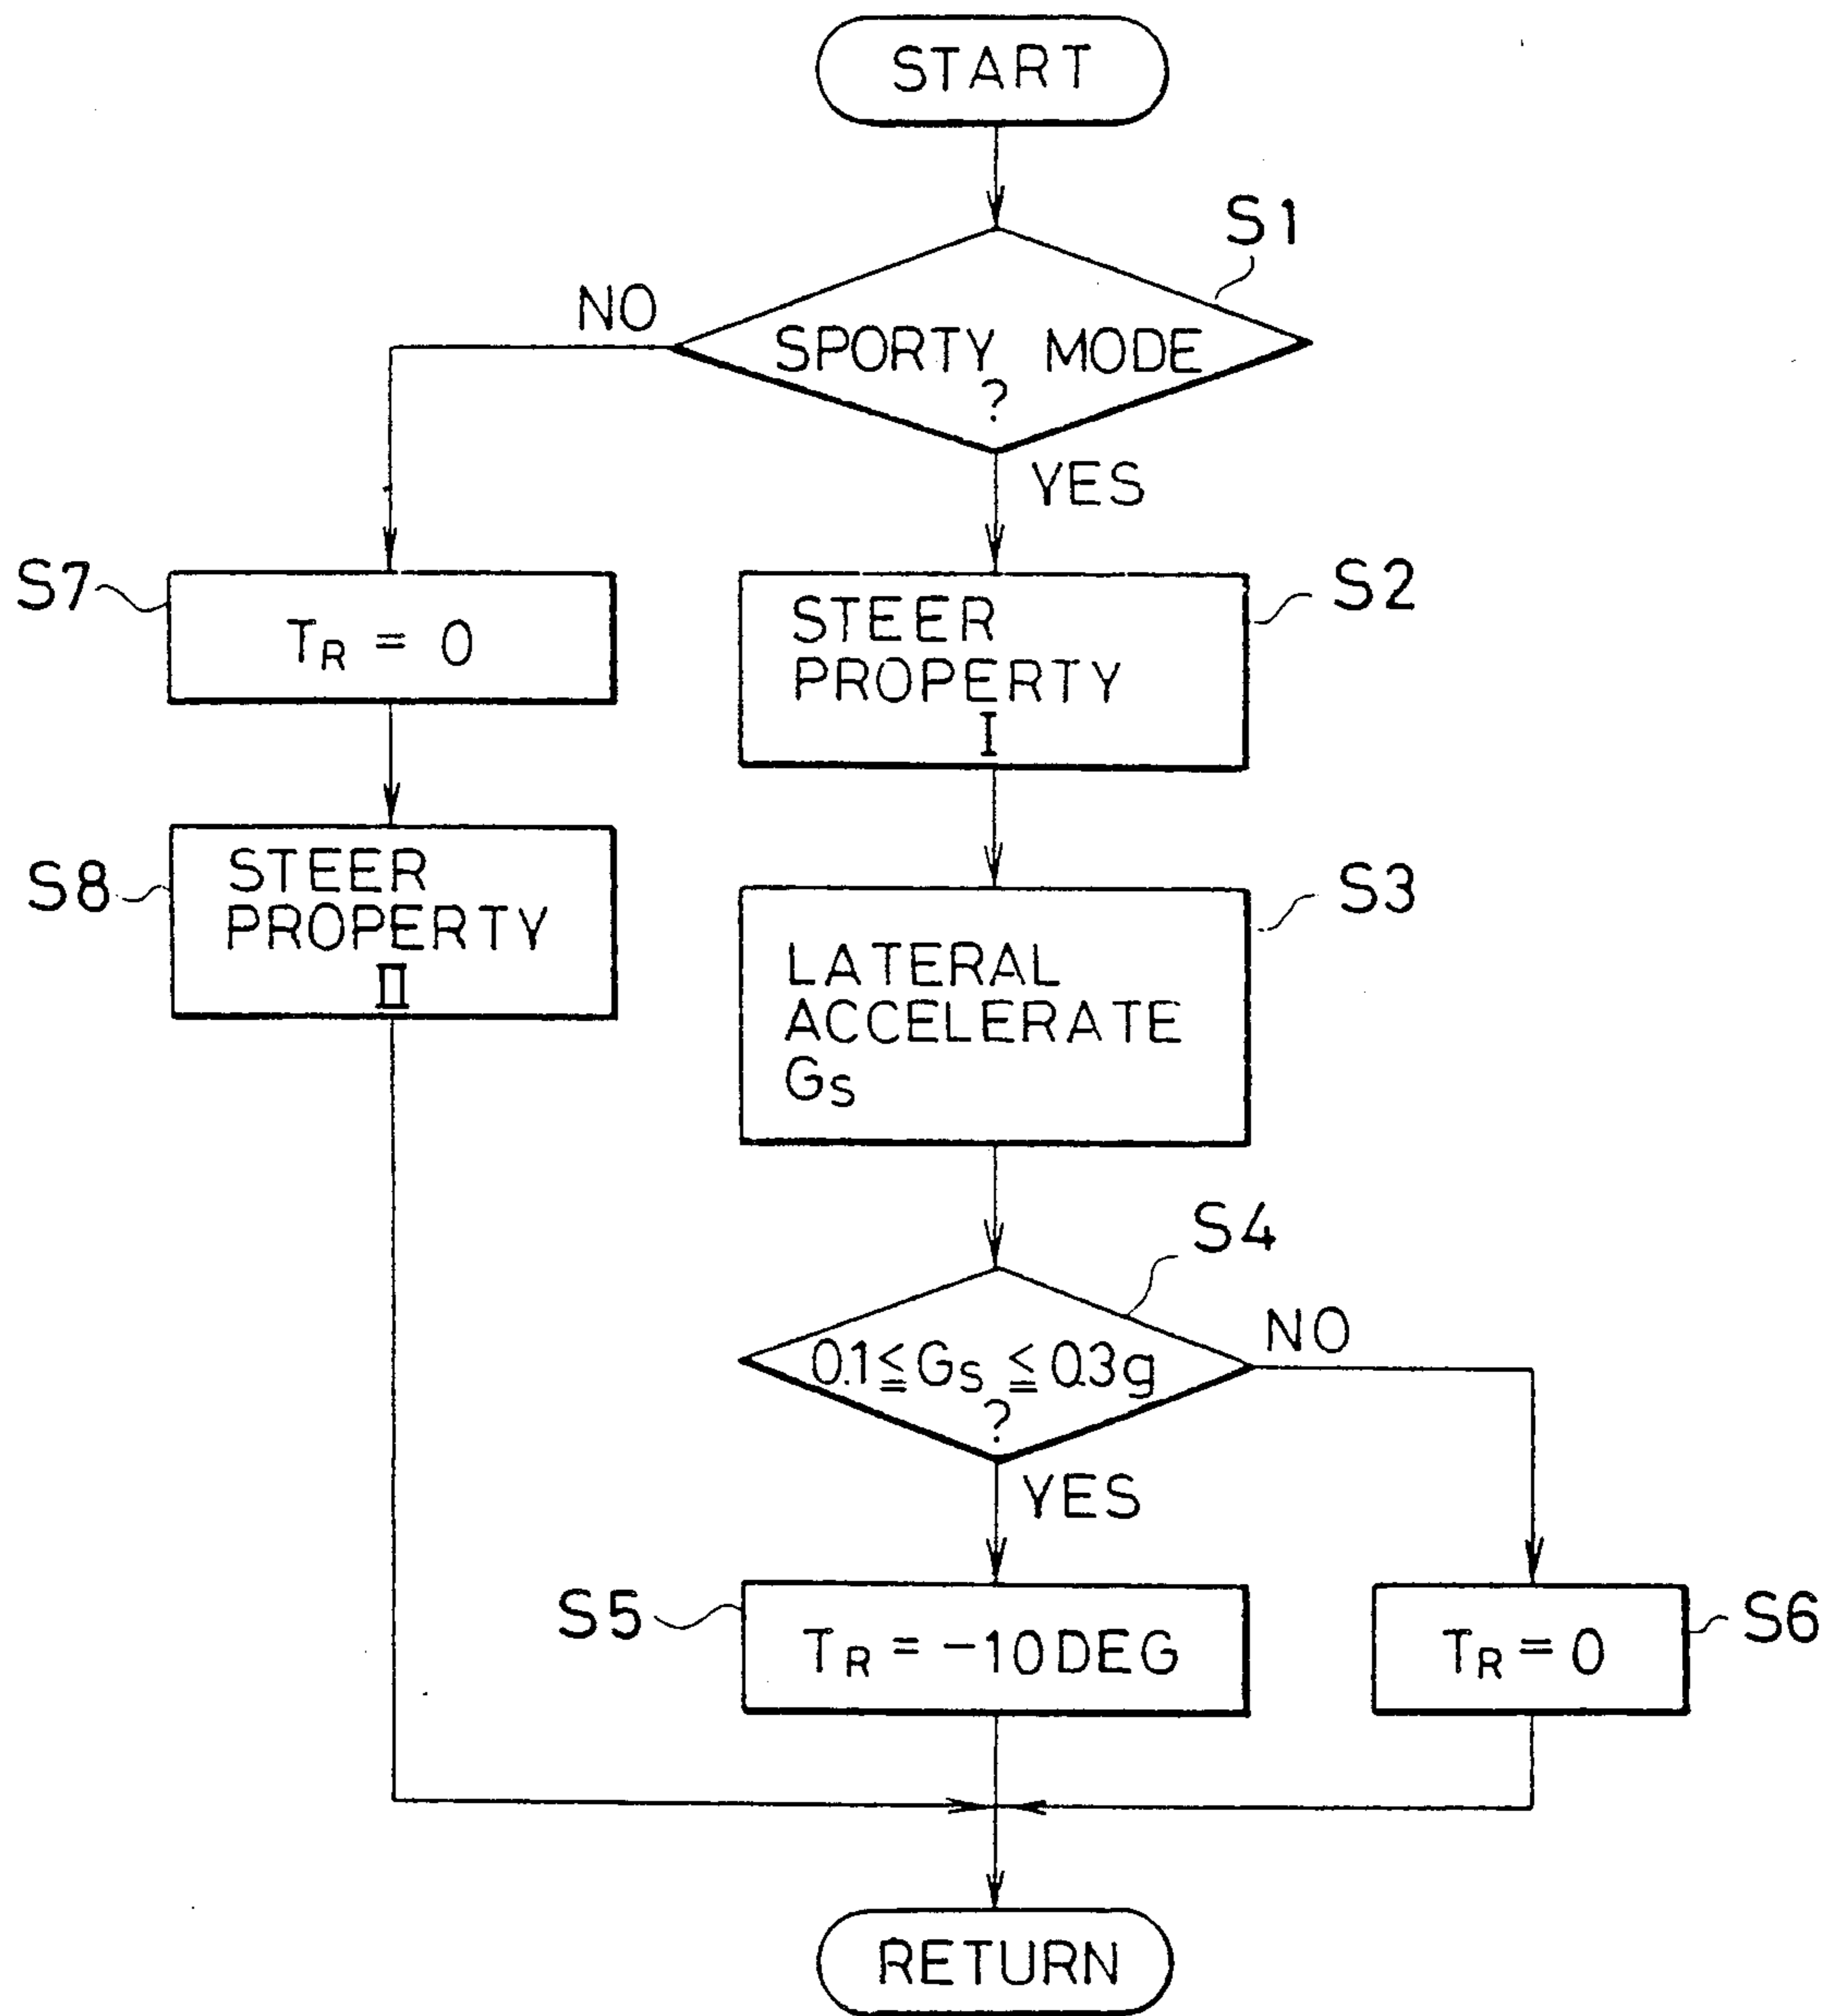 START
S1
NO
SPORTY MODE
?
YES
S7
TR = 0
S2
STEER
PROPERTY
I
S8
STEER
PROPERTY
II
S3
LATERAL
ACCELERATE
GS
S4
0.1≦GS≦0.3g
?
NO
YES
S5
TR = -10DEG
S6
TR = 0
RETURN